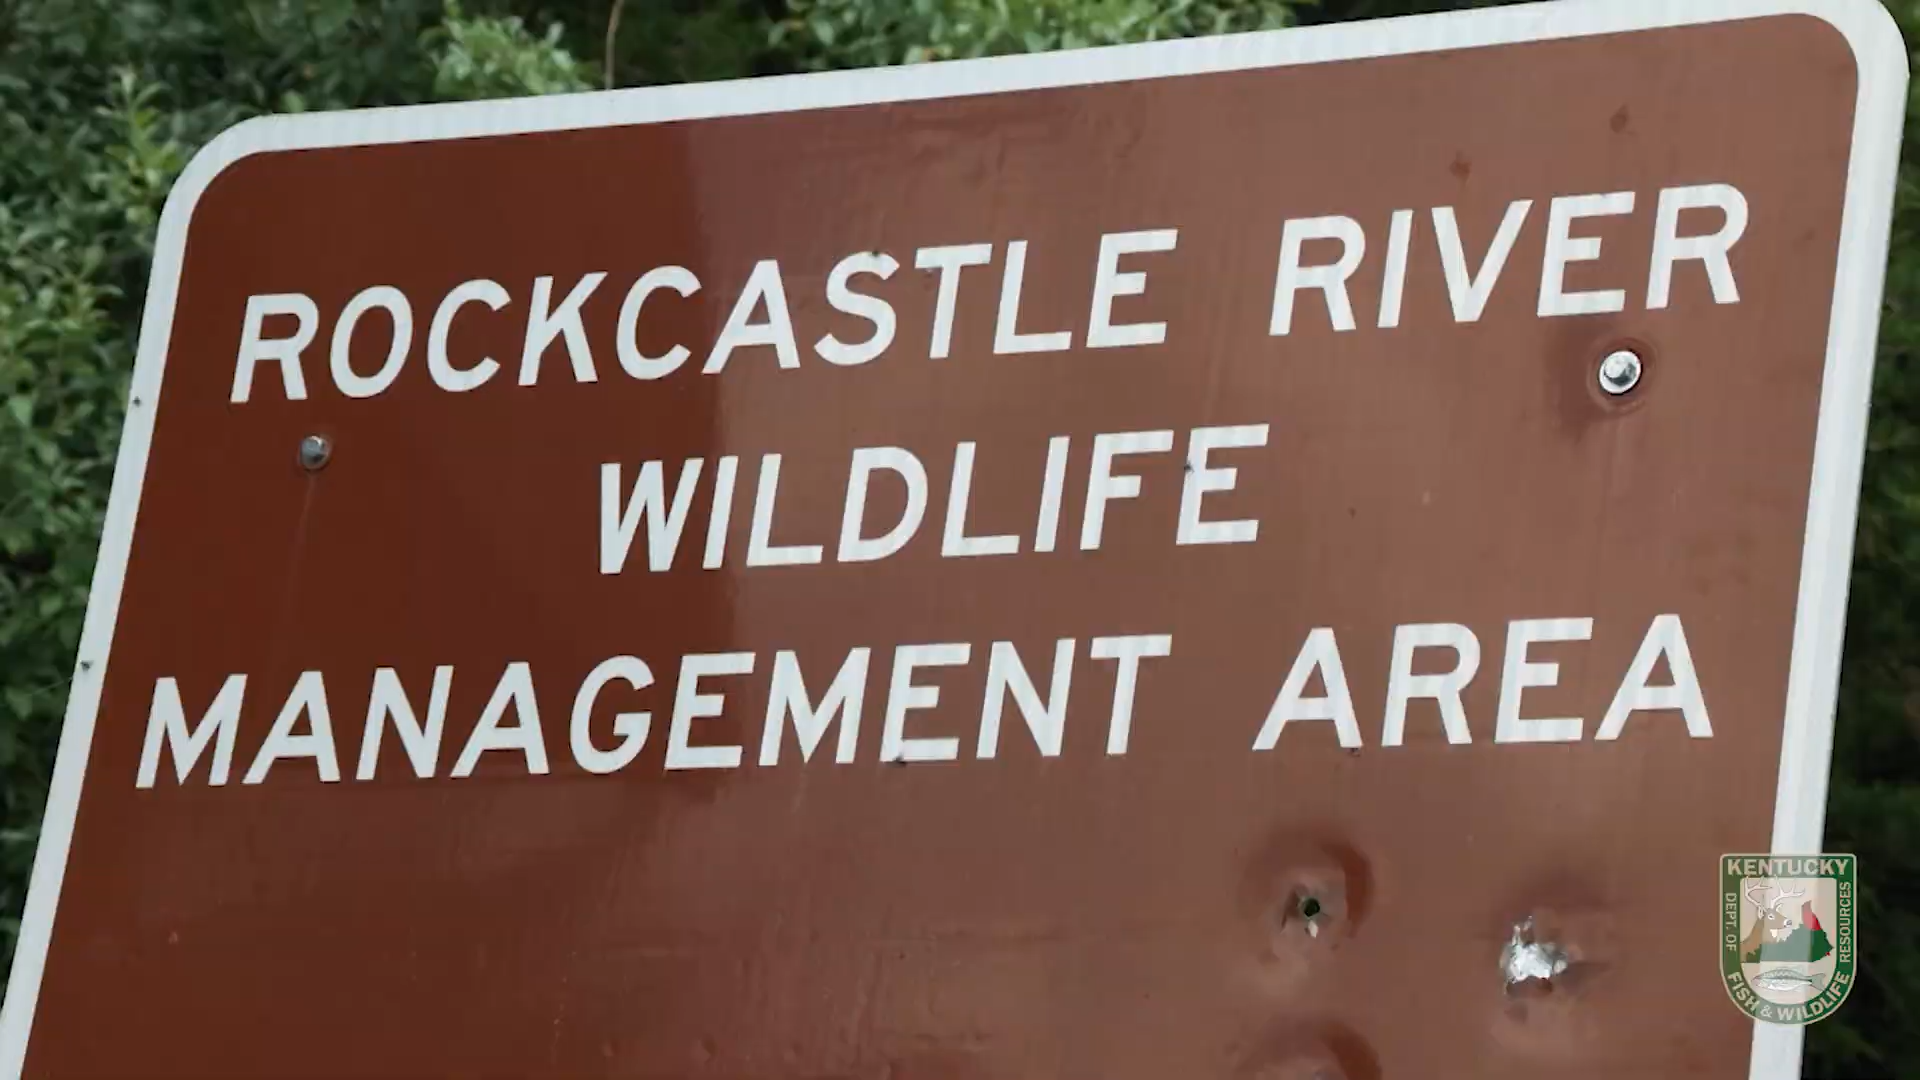 ROCKCASTLE RIVER
WILDLIFE
MANAGEMENT AREA
KENTUCKY
DEPT. OF
FISH & WILDLIFE
RESOURCES